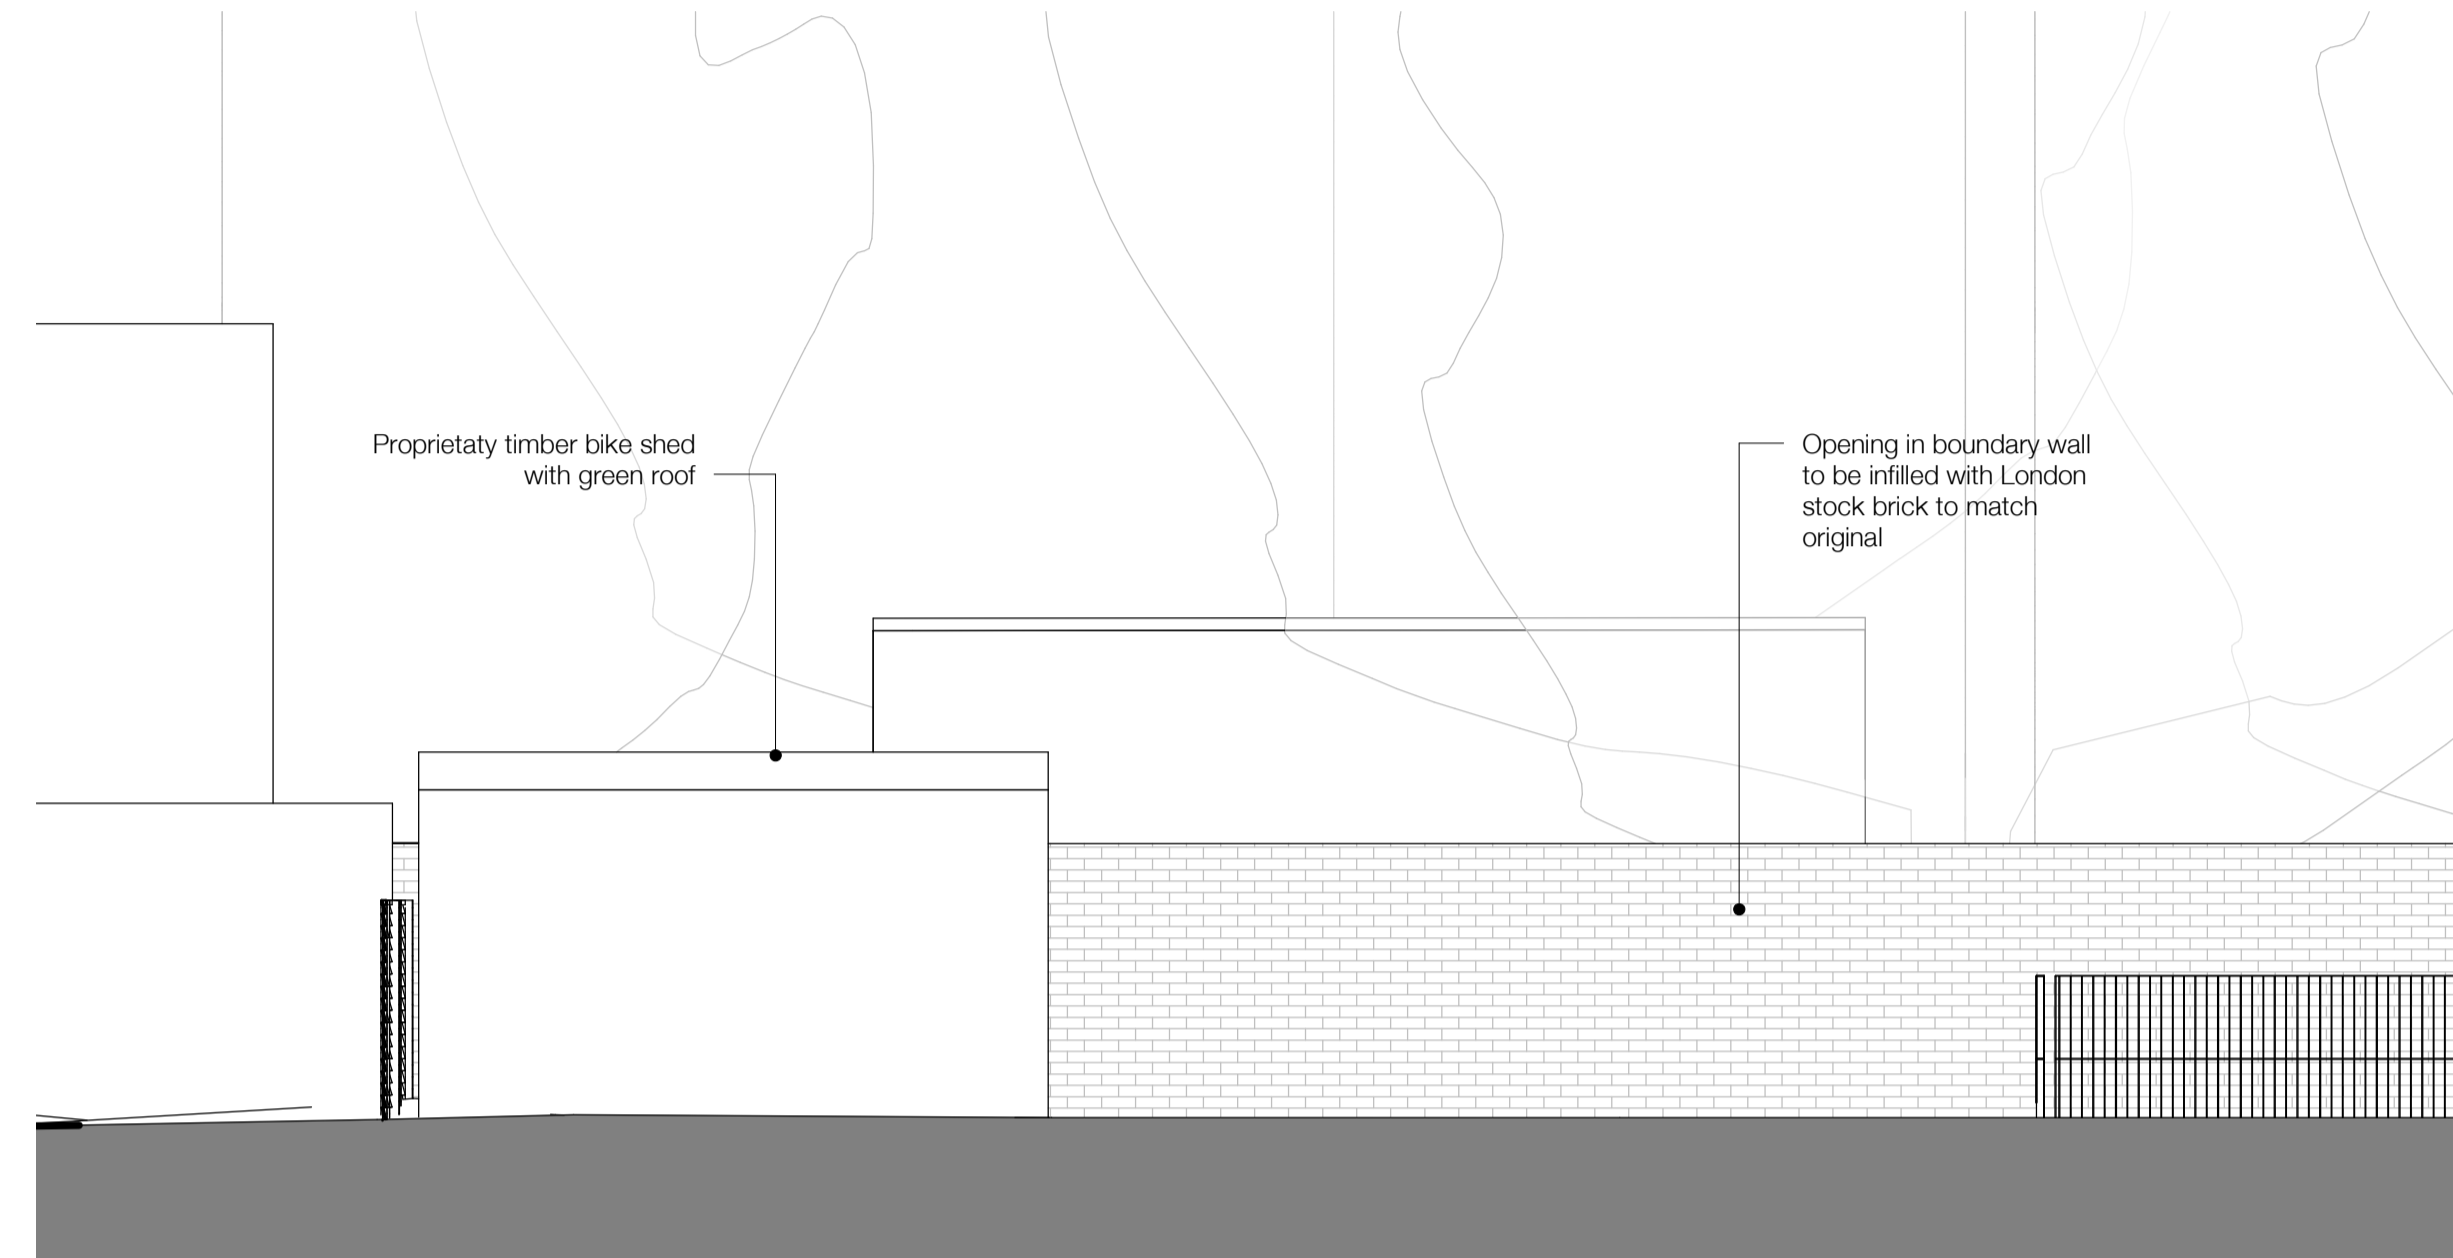 Proprietaty timber bike shed
with green roof
Opening in boundary wall
to be infilled with London
stock brick to match
original